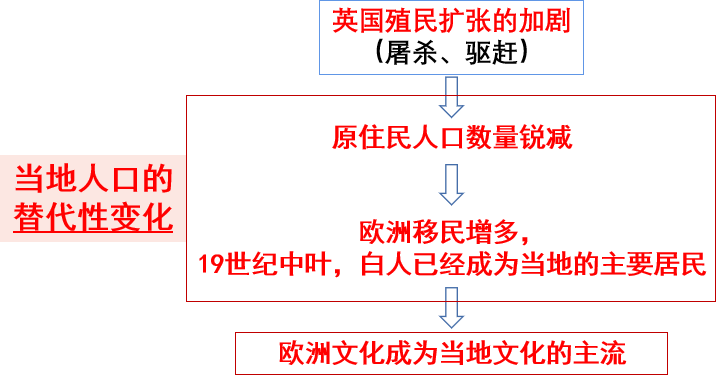 英国殖民扩张的加剧
（屠杀、驱赶）
原住民人口数量锐减
当地人口的
替代性变化
欧洲移民增多，
19世纪中叶，白人已经成为当地的主要居民
欧洲文化成为当地文化的主流